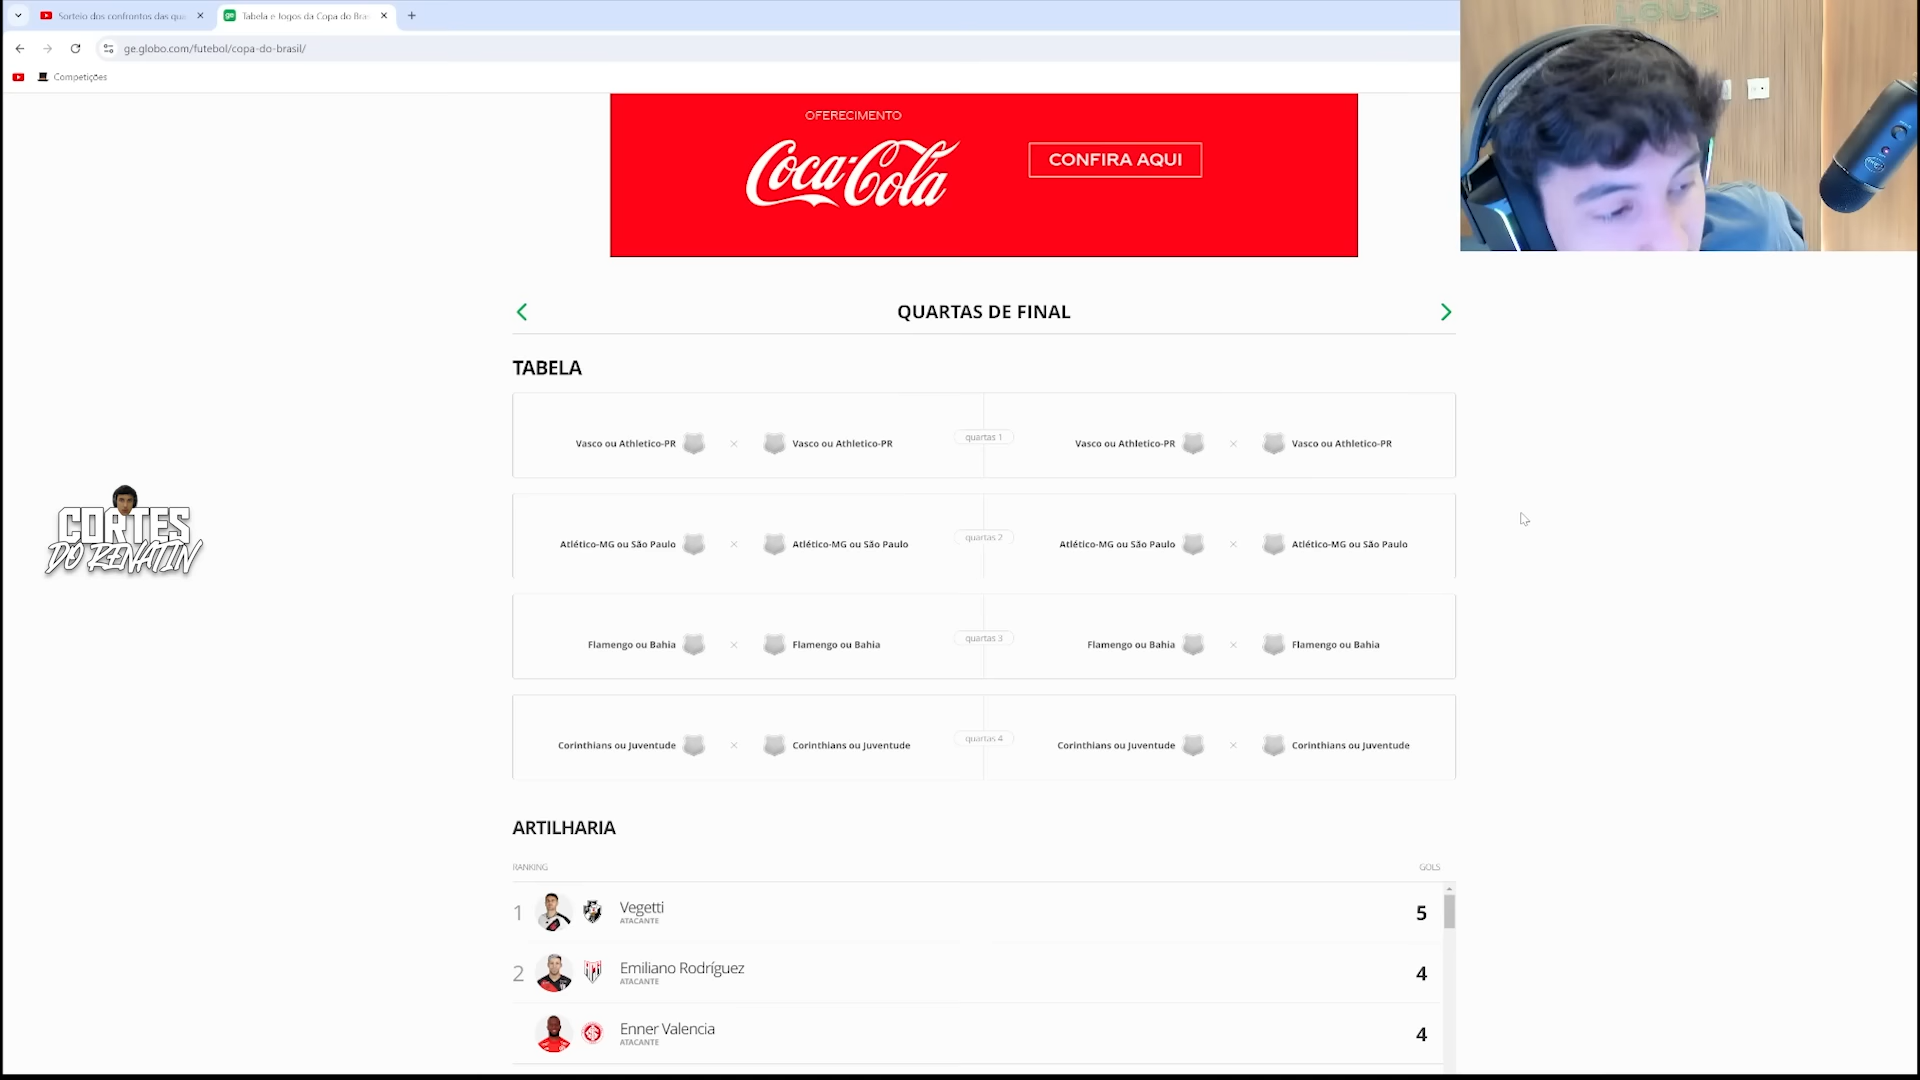 Sorteio dos confrontos das qua
Tabela e Jogos da Copa do Bra
ge.globo.com/futebol/copa-do-brasil/
Competições
OFERECIMENTO
Coca-Cola
CONFIRA AQUI
QUARTAS DE FINAL
TABELA
Vasco ou Athletico-PR × Vasco ou Athletico-PR quartas 1 Vasco ou Athletico-PR × Vasco ou Athletico-PR
Atlético-MG ou São Paulo × Atlético-MG ou São Paulo quartas 2 Atlético-MG ou São Paulo × Atlético-MG ou São Paulo
Flamengo ou Bahia × Flamengo ou Bahia quartas 3 Flamengo ou Bahia × Flamengo ou Bahia
Corinthians ou Juventude × Corinthians ou Juventude quartas 4 Corinthians ou Juventude × Corinthians ou Juventude
CORTES
DO RENATIN
ARTILHARIA
RANKING GOLS
1 Vegetti 5
ATACANTE
2 Emiliano Rodríguez 4
ATACANTE
Enner Valencia 4
ATACANTE